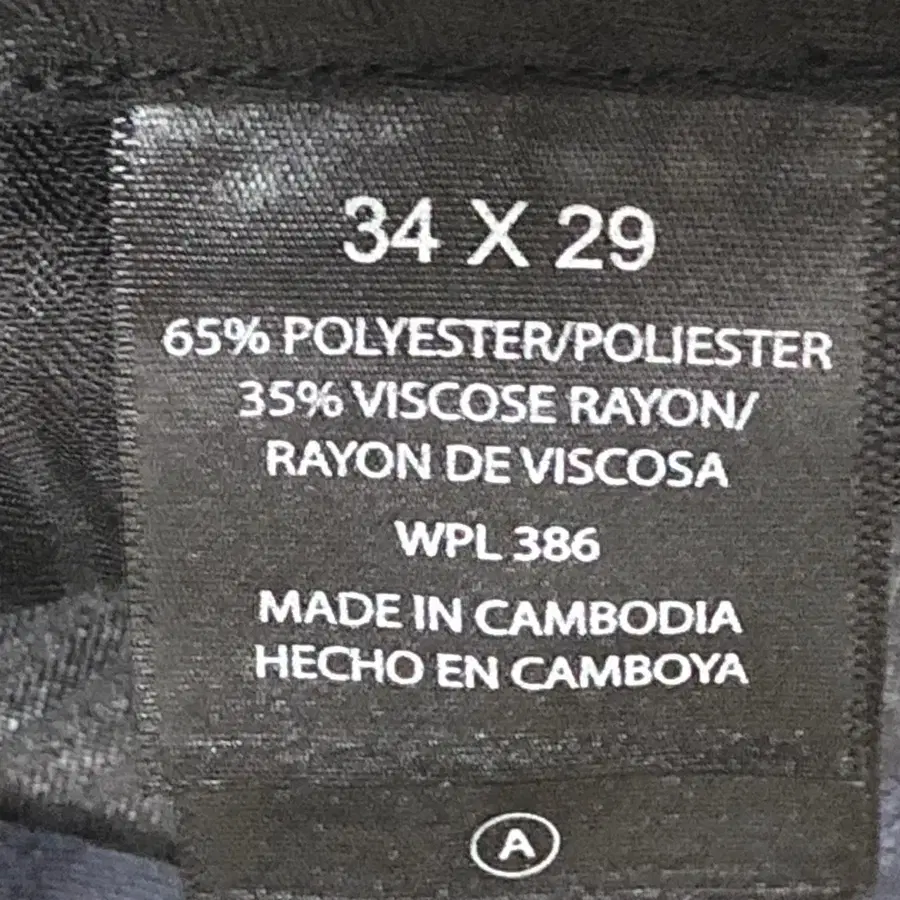 34 X 29
65% POLYESTER/POLIESTER
35% VISCOSE RAYON/
RAYON DE VISCOSA
WPL 386
MADE IN CAMBODIA
HECHO EN CAMBOYA
A